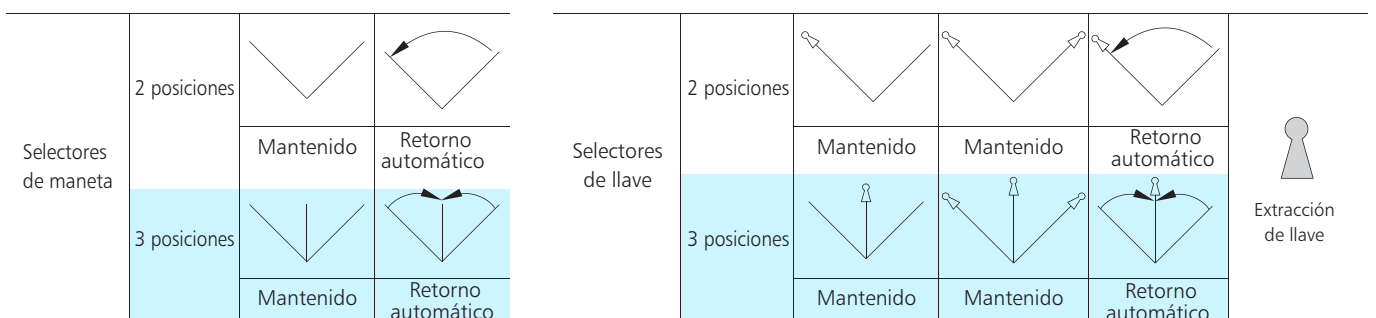 Selectores
de maneta
2 posiciones
Mantenido
Retorno
automático
3 posiciones
Mantenido
Retorno
automático
Selectores
de llave
2 posiciones
Mantenido
Mantenido
Retorno
automático
3 posiciones
Mantenido
Mantenido
Retorno
automático
Extracción
de llave